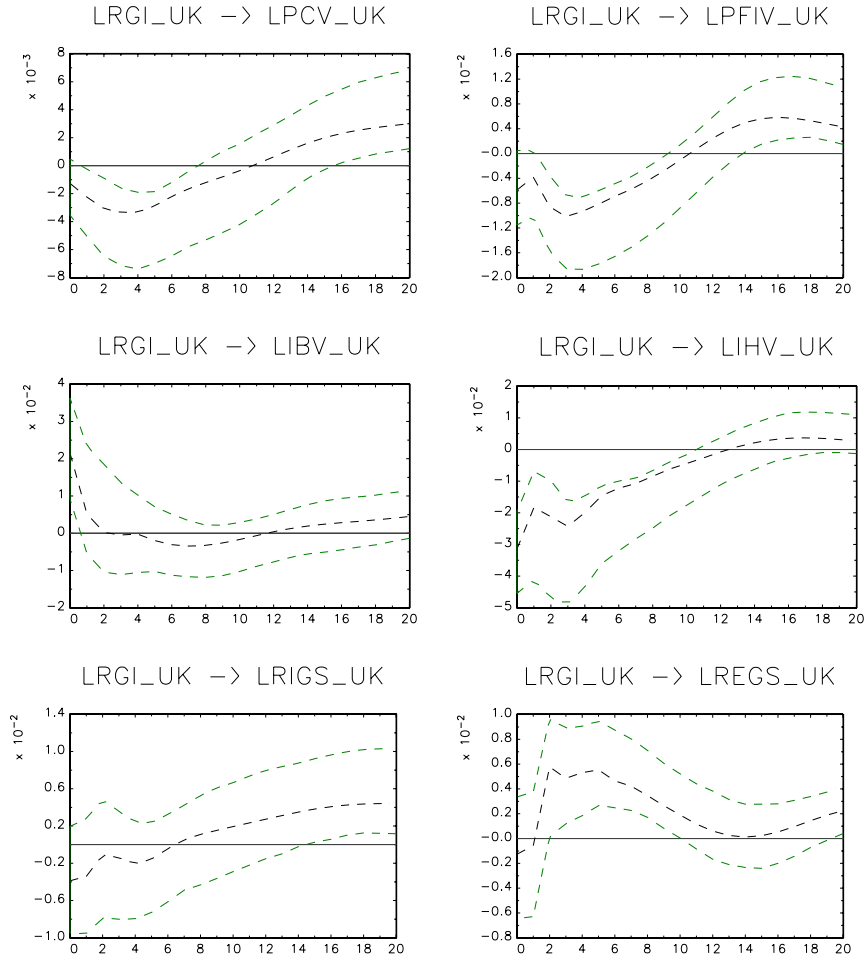 LRGI_UK -> LPCV_UK
x 10⁻³
8
6
4
2
0
-2
-4
-6
-8
0 2 4 6 8 10 12 14 16 18 20
LRGI_UK -> LPFIV_UK
x 10⁻²
1.6
1.2
0.8
0.4
-0.0
-0.4
-0.8
-1.2
-1.6
-2.0
0 2 4 6 8 10 12 14 16 18 20
LRGI_UK -> LIBV_UK
x 10⁻²
4
3
2
1
0
-1
-2
0 2 4 6 8 10 12 14 16 18 20
LRGI_UK -> LIHV_UK
x 10⁻²
2
1
0
-1
-2
-3
-4
-5
0 2 4 6 8 10 12 14 16 18 20
LRGI_UK -> LRIGS_UK
x 10⁻²
1.4
1.0
0.6
0.2
-0.2
-0.6
-1.0
0 2 4 6 8 10 12 14 16 18 20
LRGI_UK -> LREGS_UK
x 10⁻²
1.0
0.8
0.6
0.4
0.2
-0.0
-0.2
-0.4
-0.6
-0.8
0 2 4 6 8 10 12 14 16 18 20